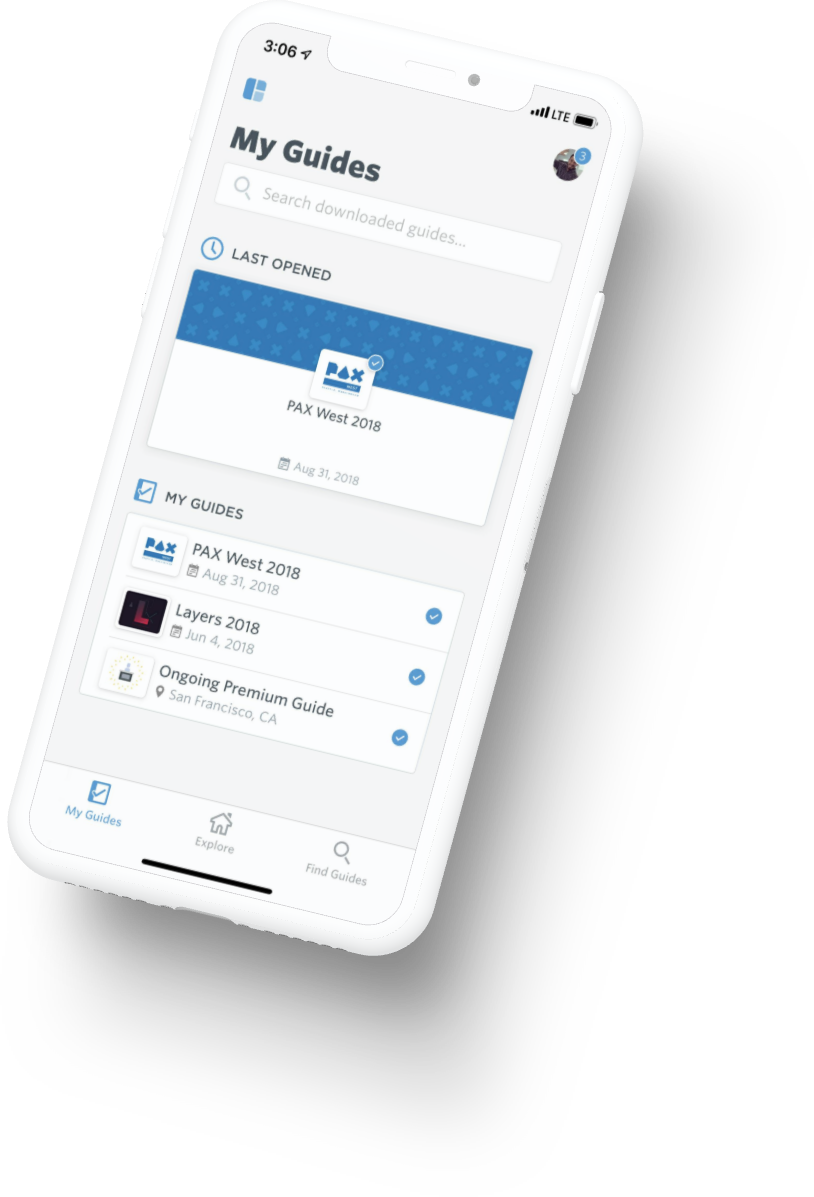 3:06
LTE
3
My Guides
Search downloaded guides...
LAST OPENED
PAX
WEST
PAX West 2018
Aug 31, 2018
MY GUIDES
PAX
PAX West 2018
Aug 31, 2018
L
Layers 2018
Jun 4, 2018
Ongoing Premium Guide
San Francisco, CA
My Guides
Explore
Find Guides